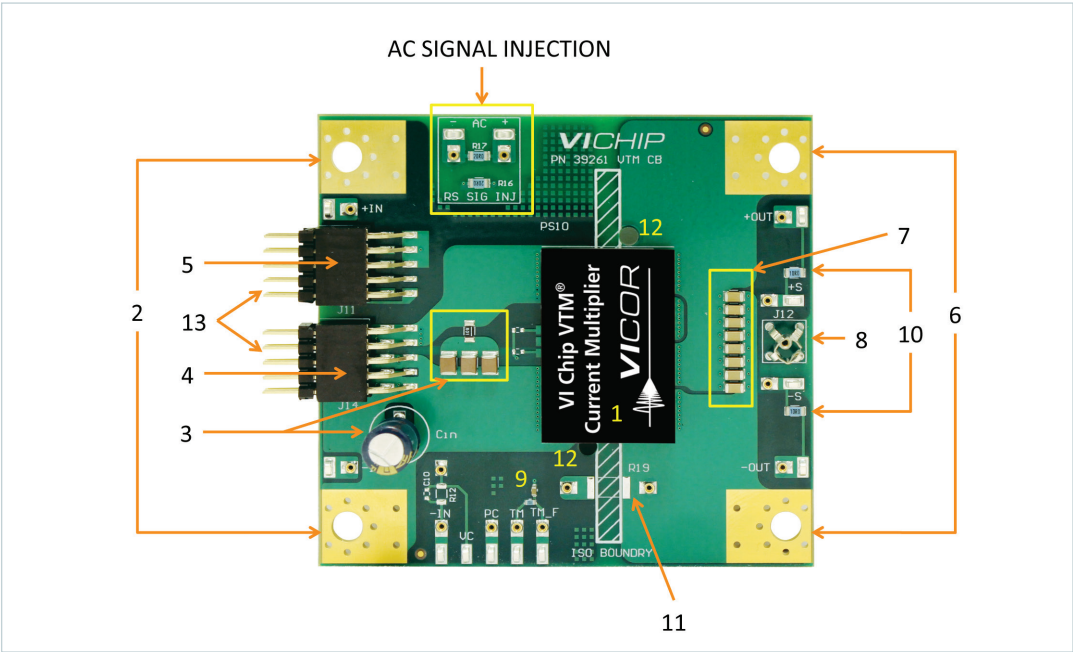 AC SIGNAL INJECTION
- AC +
R17
R16
RS SIG INJ
VICHIP
PN 39261 VTM CB
+IN
PS10
12
+OUT
7
5
+S
2
13
J11
J12
6
8
10
4
VI Chip VTM®
Current Multiplier
VICOR
1
J14
-S
3
Cin
12
R19
-OUT
C10
R12
9
-IN
VC
PC
TM
TM_F
ISO BOUNDRY
11